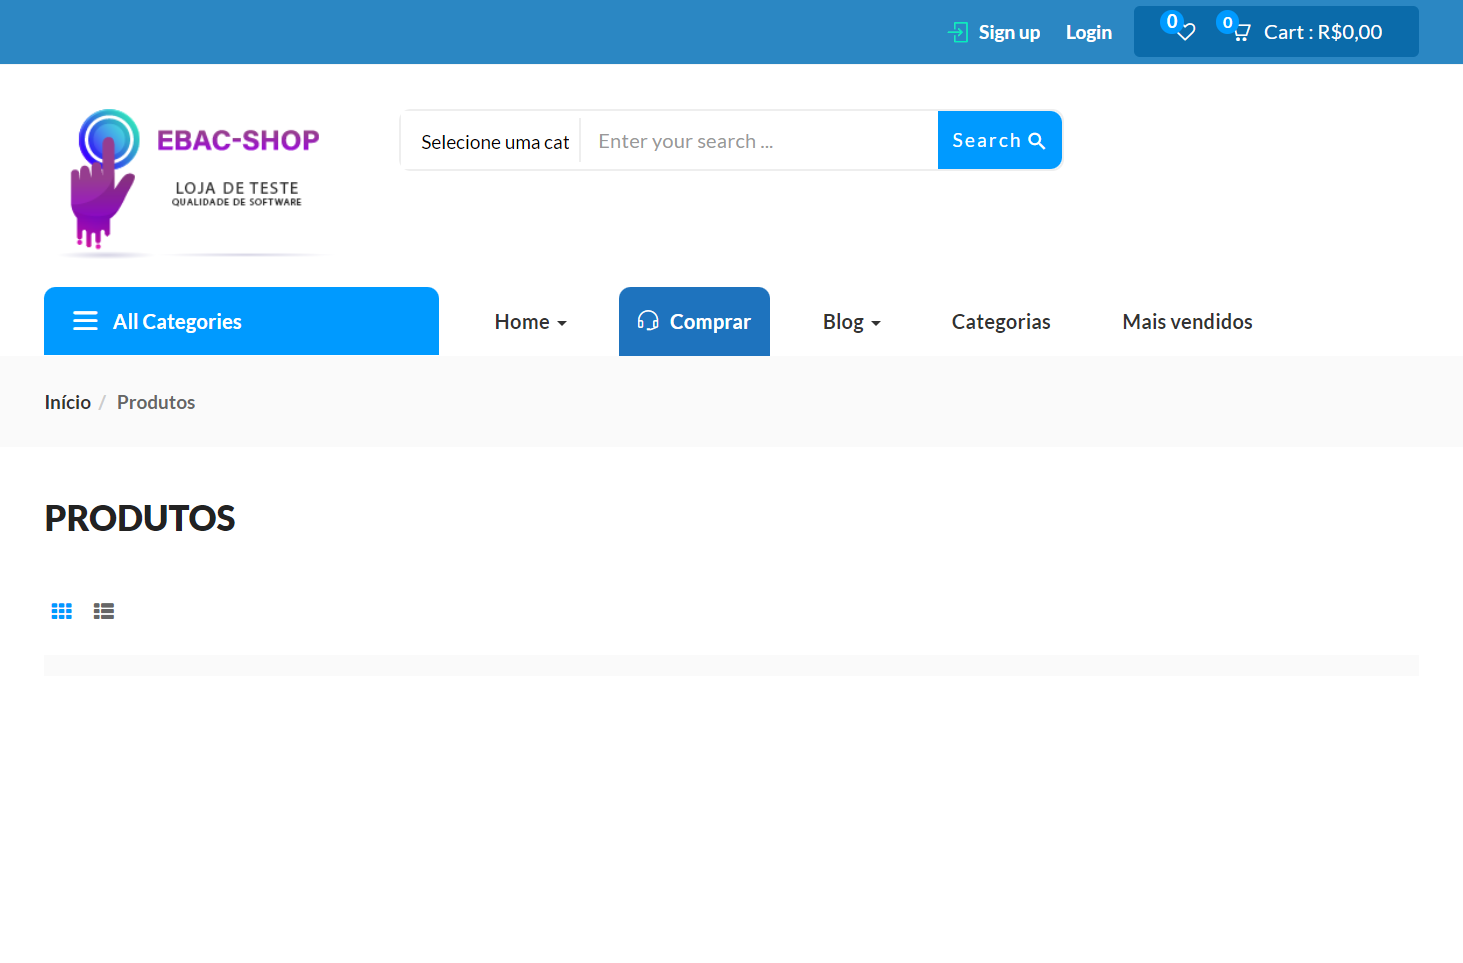 Sign up Login 0 0 Cart : R$0,00
EBAC-SHOP
LOJA DE TESTE
QUALIDADE DE SOFTWARE
Selecione uma cat Enter your search ... Search
All Categories Home Comprar Blog Categorias Mais vendidos
Início / Produtos
PRODUTOS